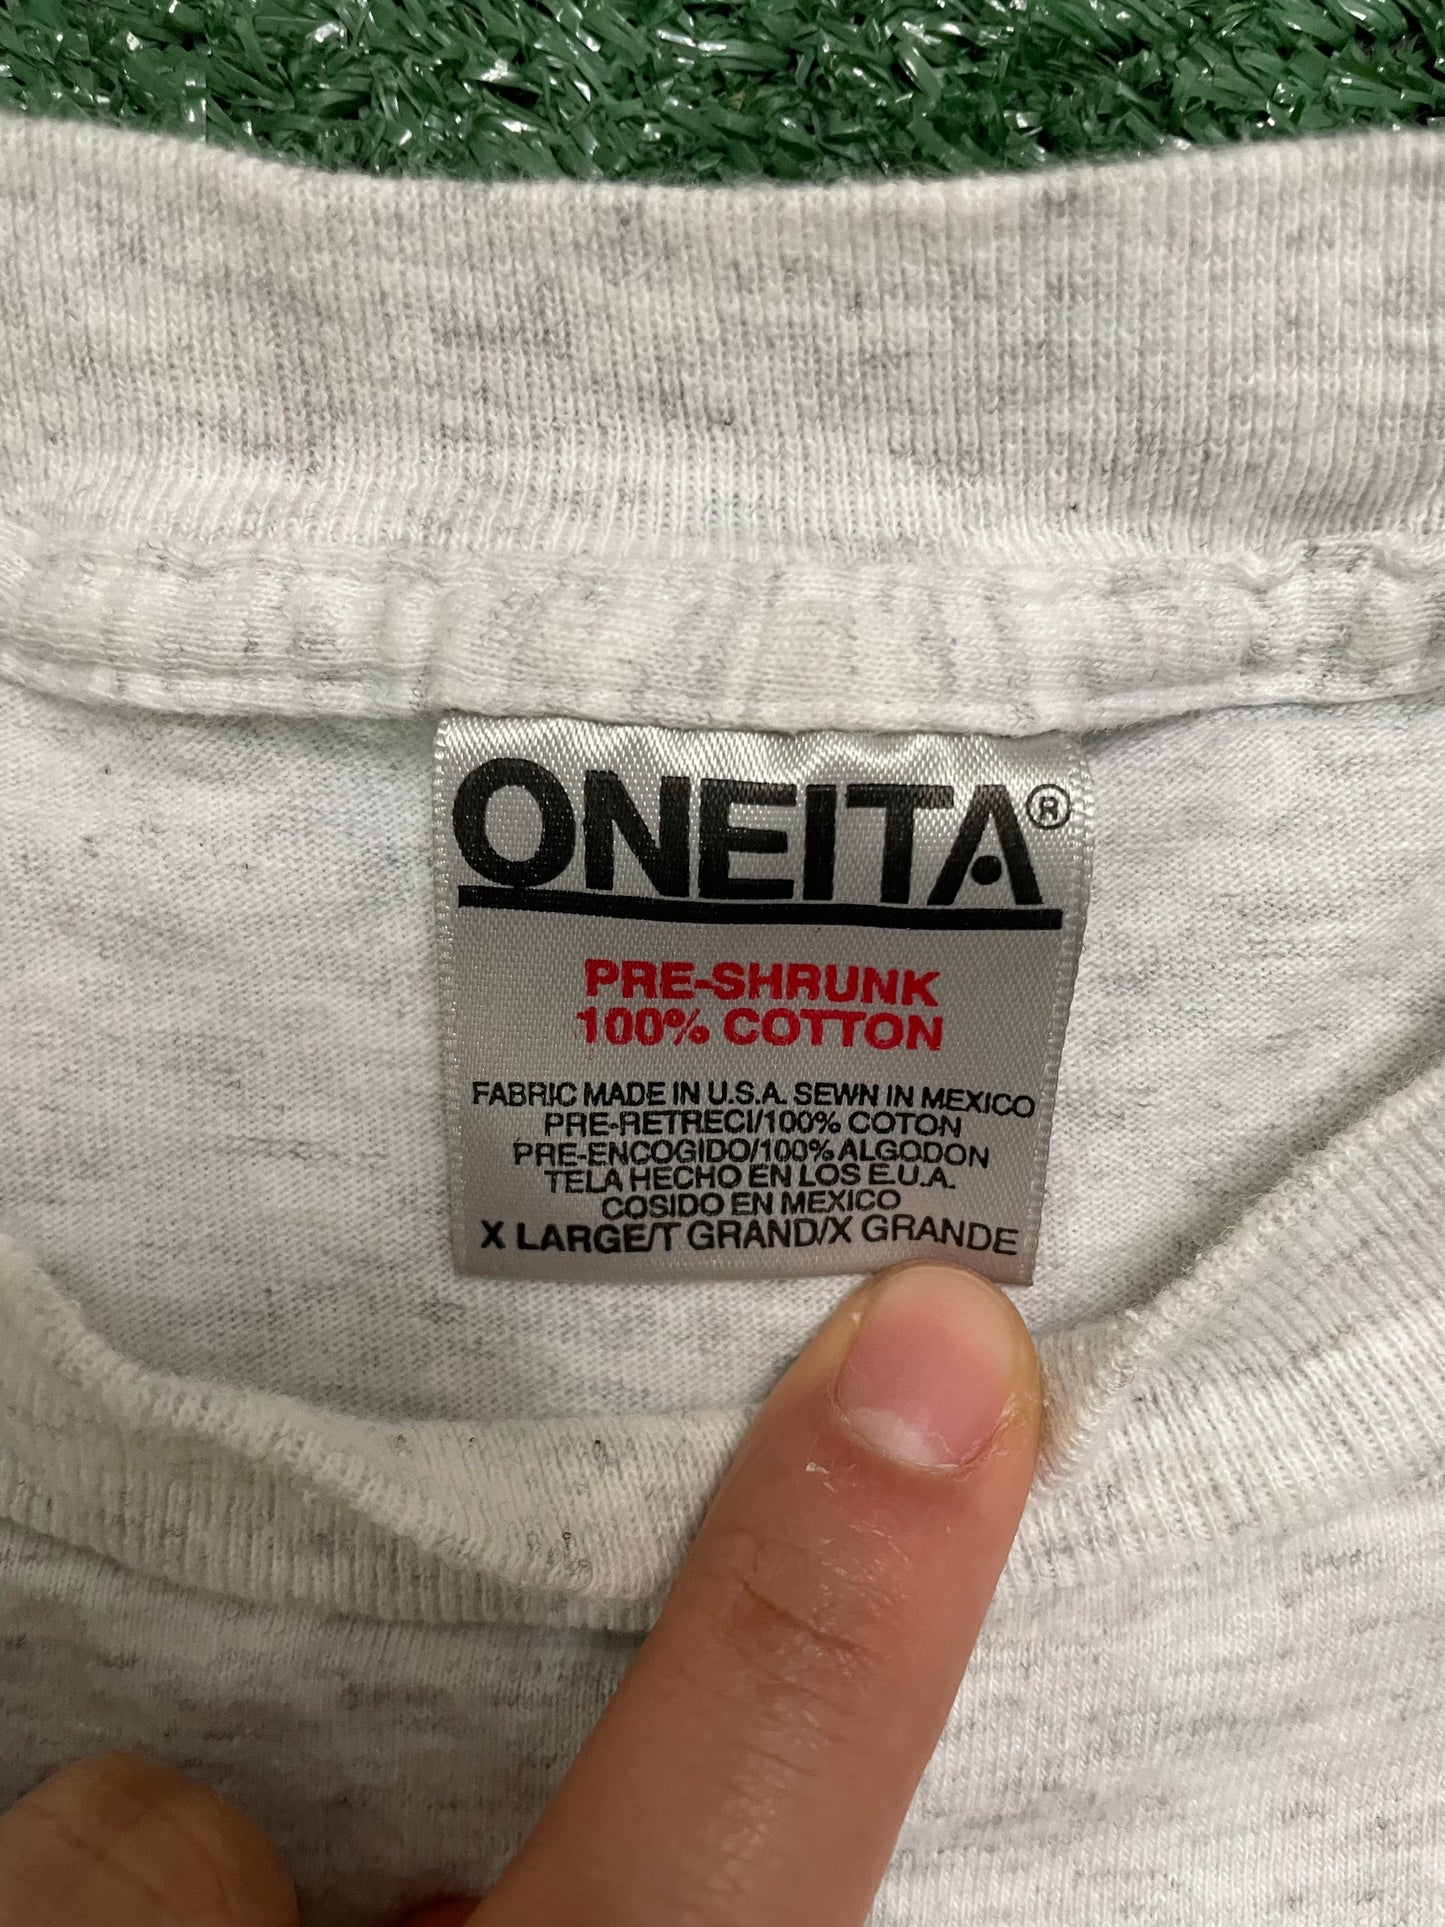 ONEITA®
PRE-SHRUNK
100% COTTON
FABRIC MADE IN U.S.A. SEWN IN MEXICO
PRE-RETRECI/100% COTON
PRE-ENCOGIDO/100% ALGODON
TELA HECHO EN LOS E.U.A.
COSIDO EN MEXICO
X LARGE/T GRAND/X GRANDE